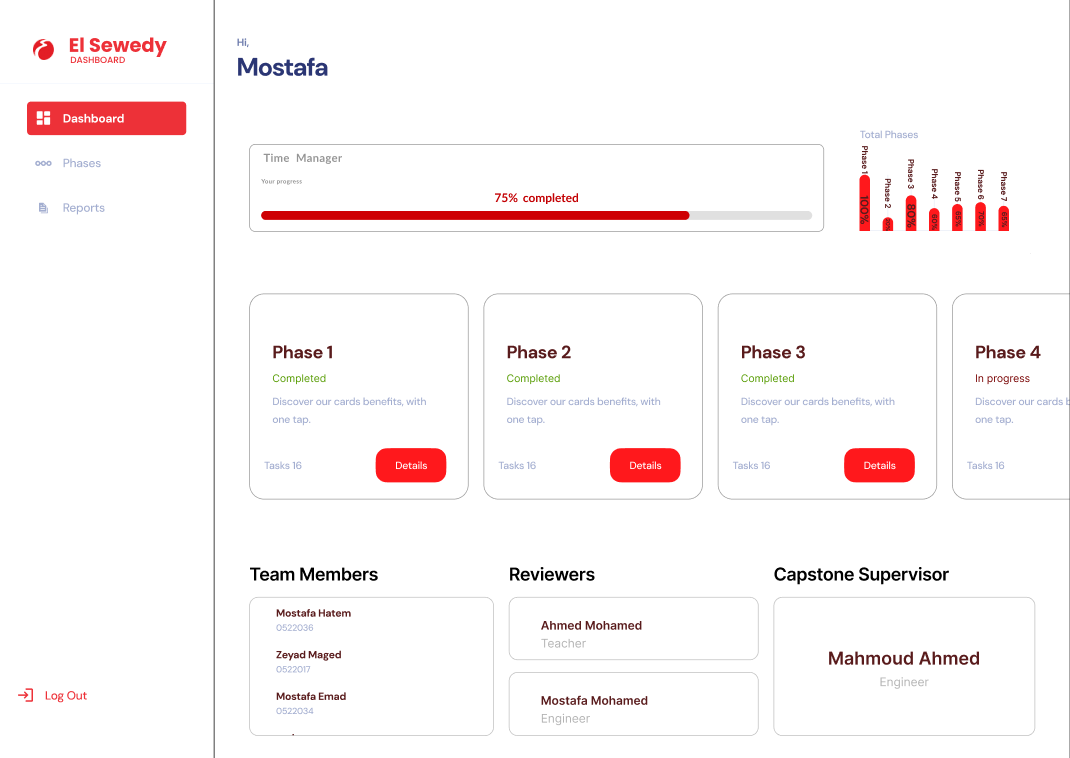 El Sewedy
DASHBOARD
Dashboard
Phases
Reports
Log Out
Hi,
Mostafa
Time Manager
Your progress
75% completed
Total Phases
Phase 1
100%
Phase 2
Phase 3
80%
Phase 4
60%
Phase 5
65%
Phase 6
70%
Phase 7
65%
Phase 1
Completed
Discover our cards benefits, with
one tap.
Tasks 16
Details
Phase 2
Completed
Discover our cards benefits, with
one tap.
Tasks 16
Details
Phase 3
Completed
Discover our cards benefits, with
one tap.
Tasks 16
Details
Phase 4
In progress
Discover our cards b
one tap.
Tasks 16
Team Members
Mostafa Hatem
0522036
Zeyad Maged
0522017
Mostafa Emad
0522034
Reviewers
Ahmed Mohamed
Teacher
Mostafa Mohamed
Engineer
Capstone Supervisor
Mahmoud Ahmed
Engineer